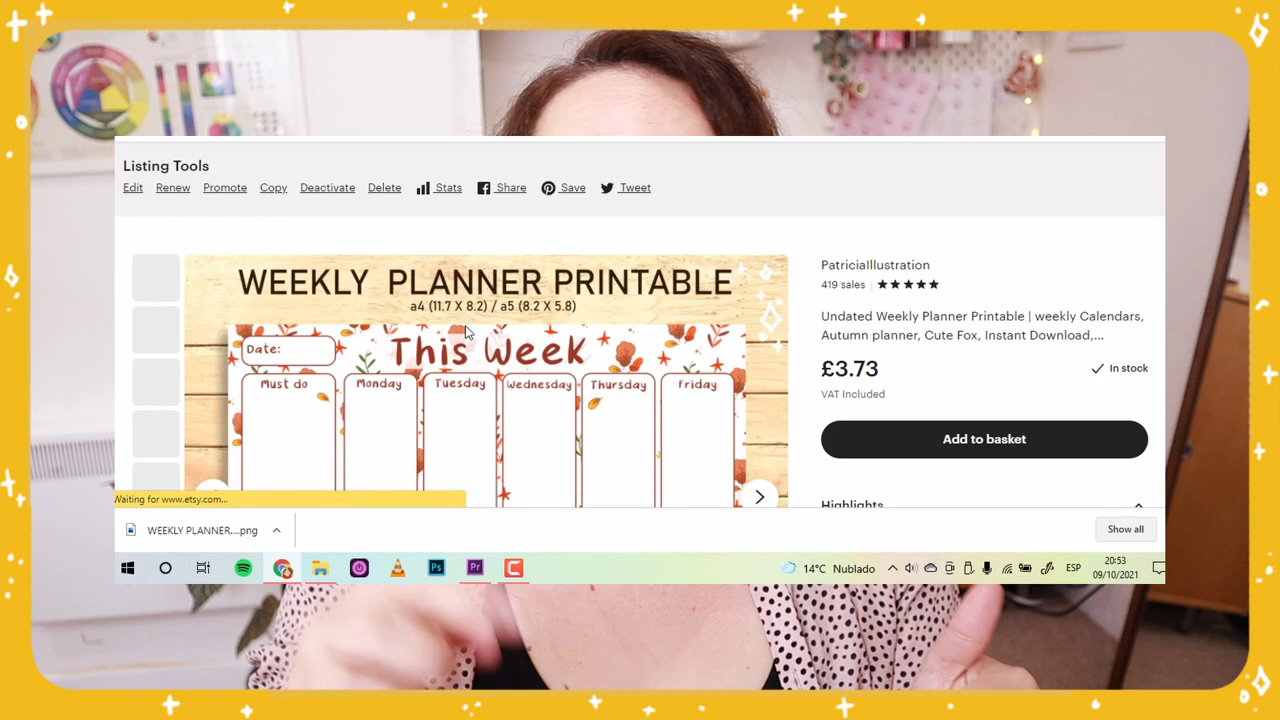 Listing Tools
Edit Renew Promote Copy Deactivate Delete Stats Share Save Tweet
WEEKLY PLANNER PRINTABLE
a4 (11.7 X 8.2) / a5 (8.2 X 5.8)
Date:
This Week
Must do Monday Tuesday Wednesday Thursday Friday
PatriciaIllustration
419 sales
Undated Weekly Planner Printable | weekly Calendars,
Autumn planner, Cute Fox, Instant Download,...
£3.73
In stock
VAT Included
Add to basket
Highlights
Waiting for www.etsy.com...
WEEKLY PLANNER....png
Show all
Ps Pr
14°C Nublado
ESP
20:53
09/10/2021